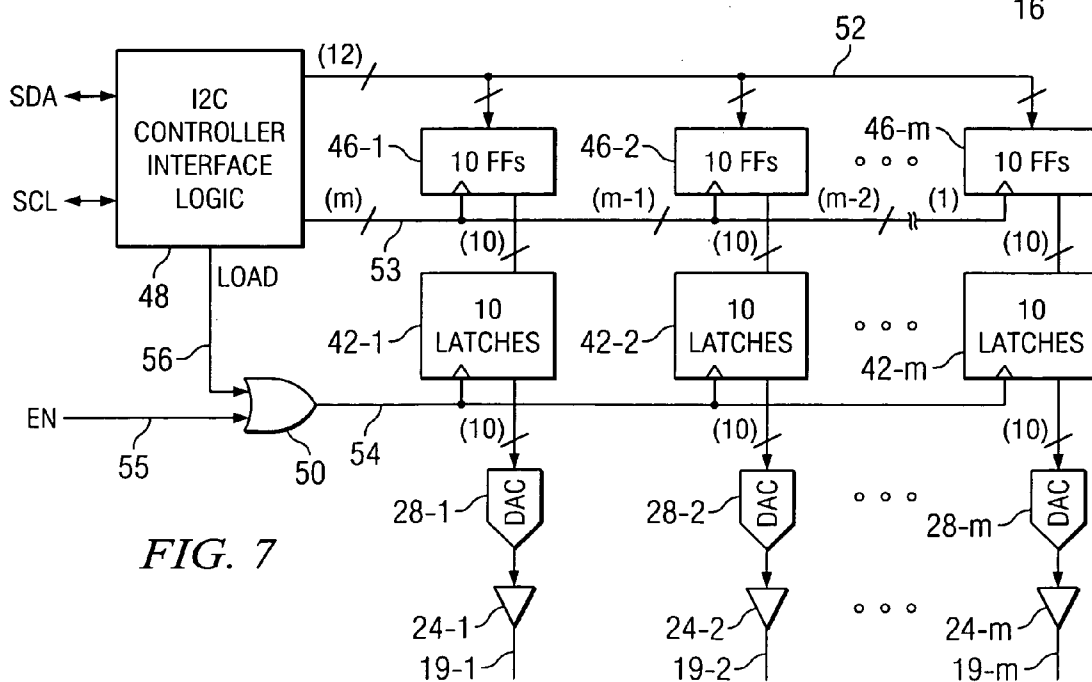 16
52
(12)
SDA
I2C
CONTROLLER
INTERFACE
LOGIC
SCL
46-1
10 FFs
46-2
10 FFs
46-m
10 FFs
(m)
(m-1)
(m-2)
(1)
53
(10)
(10)
(10)
48
LOAD
42-1
10
LATCHES
42-2
10
LATCHES
42-m
10
LATCHES
56
EN
55
50
54
(10)
(10)
(10)
28-1
DAC
28-2
DAC
28-m
DAC
FIG. 7
24-1
24-2
24-m
19-1
19-2
19-m